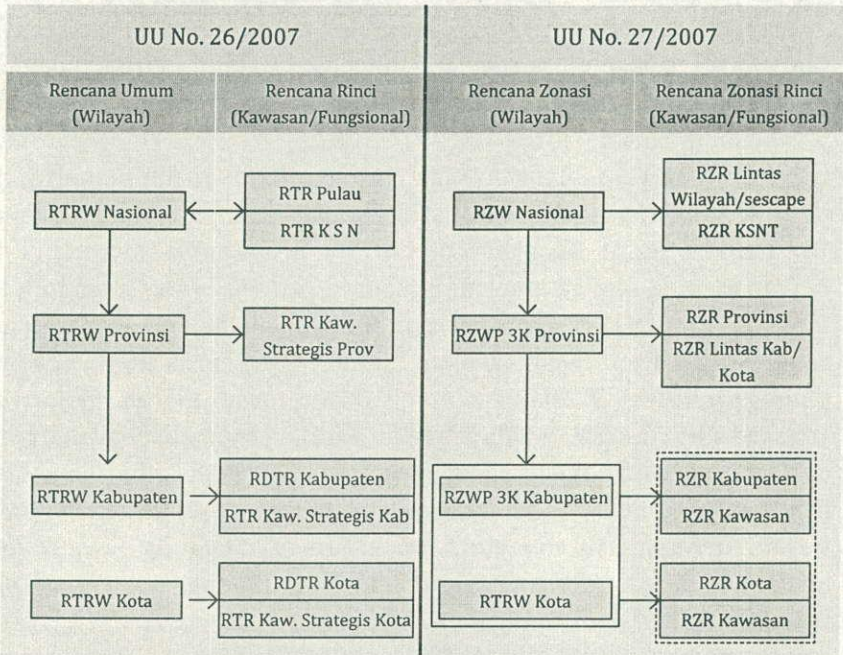 UU No. 26/2007
Rencana Umum
(Wilayah)
Rencana Rinci
(Kawasan/Fungsional)
RTRW Nasional
RTR Pulau
RTR K S N
RTRW Provinsi
RTR Kaw.
Strategis Prov
RTRW Kabupaten
RDTR Kabupaten
RTR Kaw. Strategis Kab
RTRW Kota
RDTR Kota
RTR Kaw. Strategis Kota
UU No. 27/2007
Rencana Zonasi
(Wilayah)
Rencana Zonasi Rinci
(Kawasan/Fungsional)
RZW Nasional
RZR Lintas
Wilayah/sescape
RZR KSNT
RZWP 3K Provinsi
RZR Provinsi
RZR Lintas Kab/
Kota
RZWP 3K Kabupaten
RZR Kabupaten
RZR Kawasan
RTRW Kota
RZR Kota
RZR Kawasan